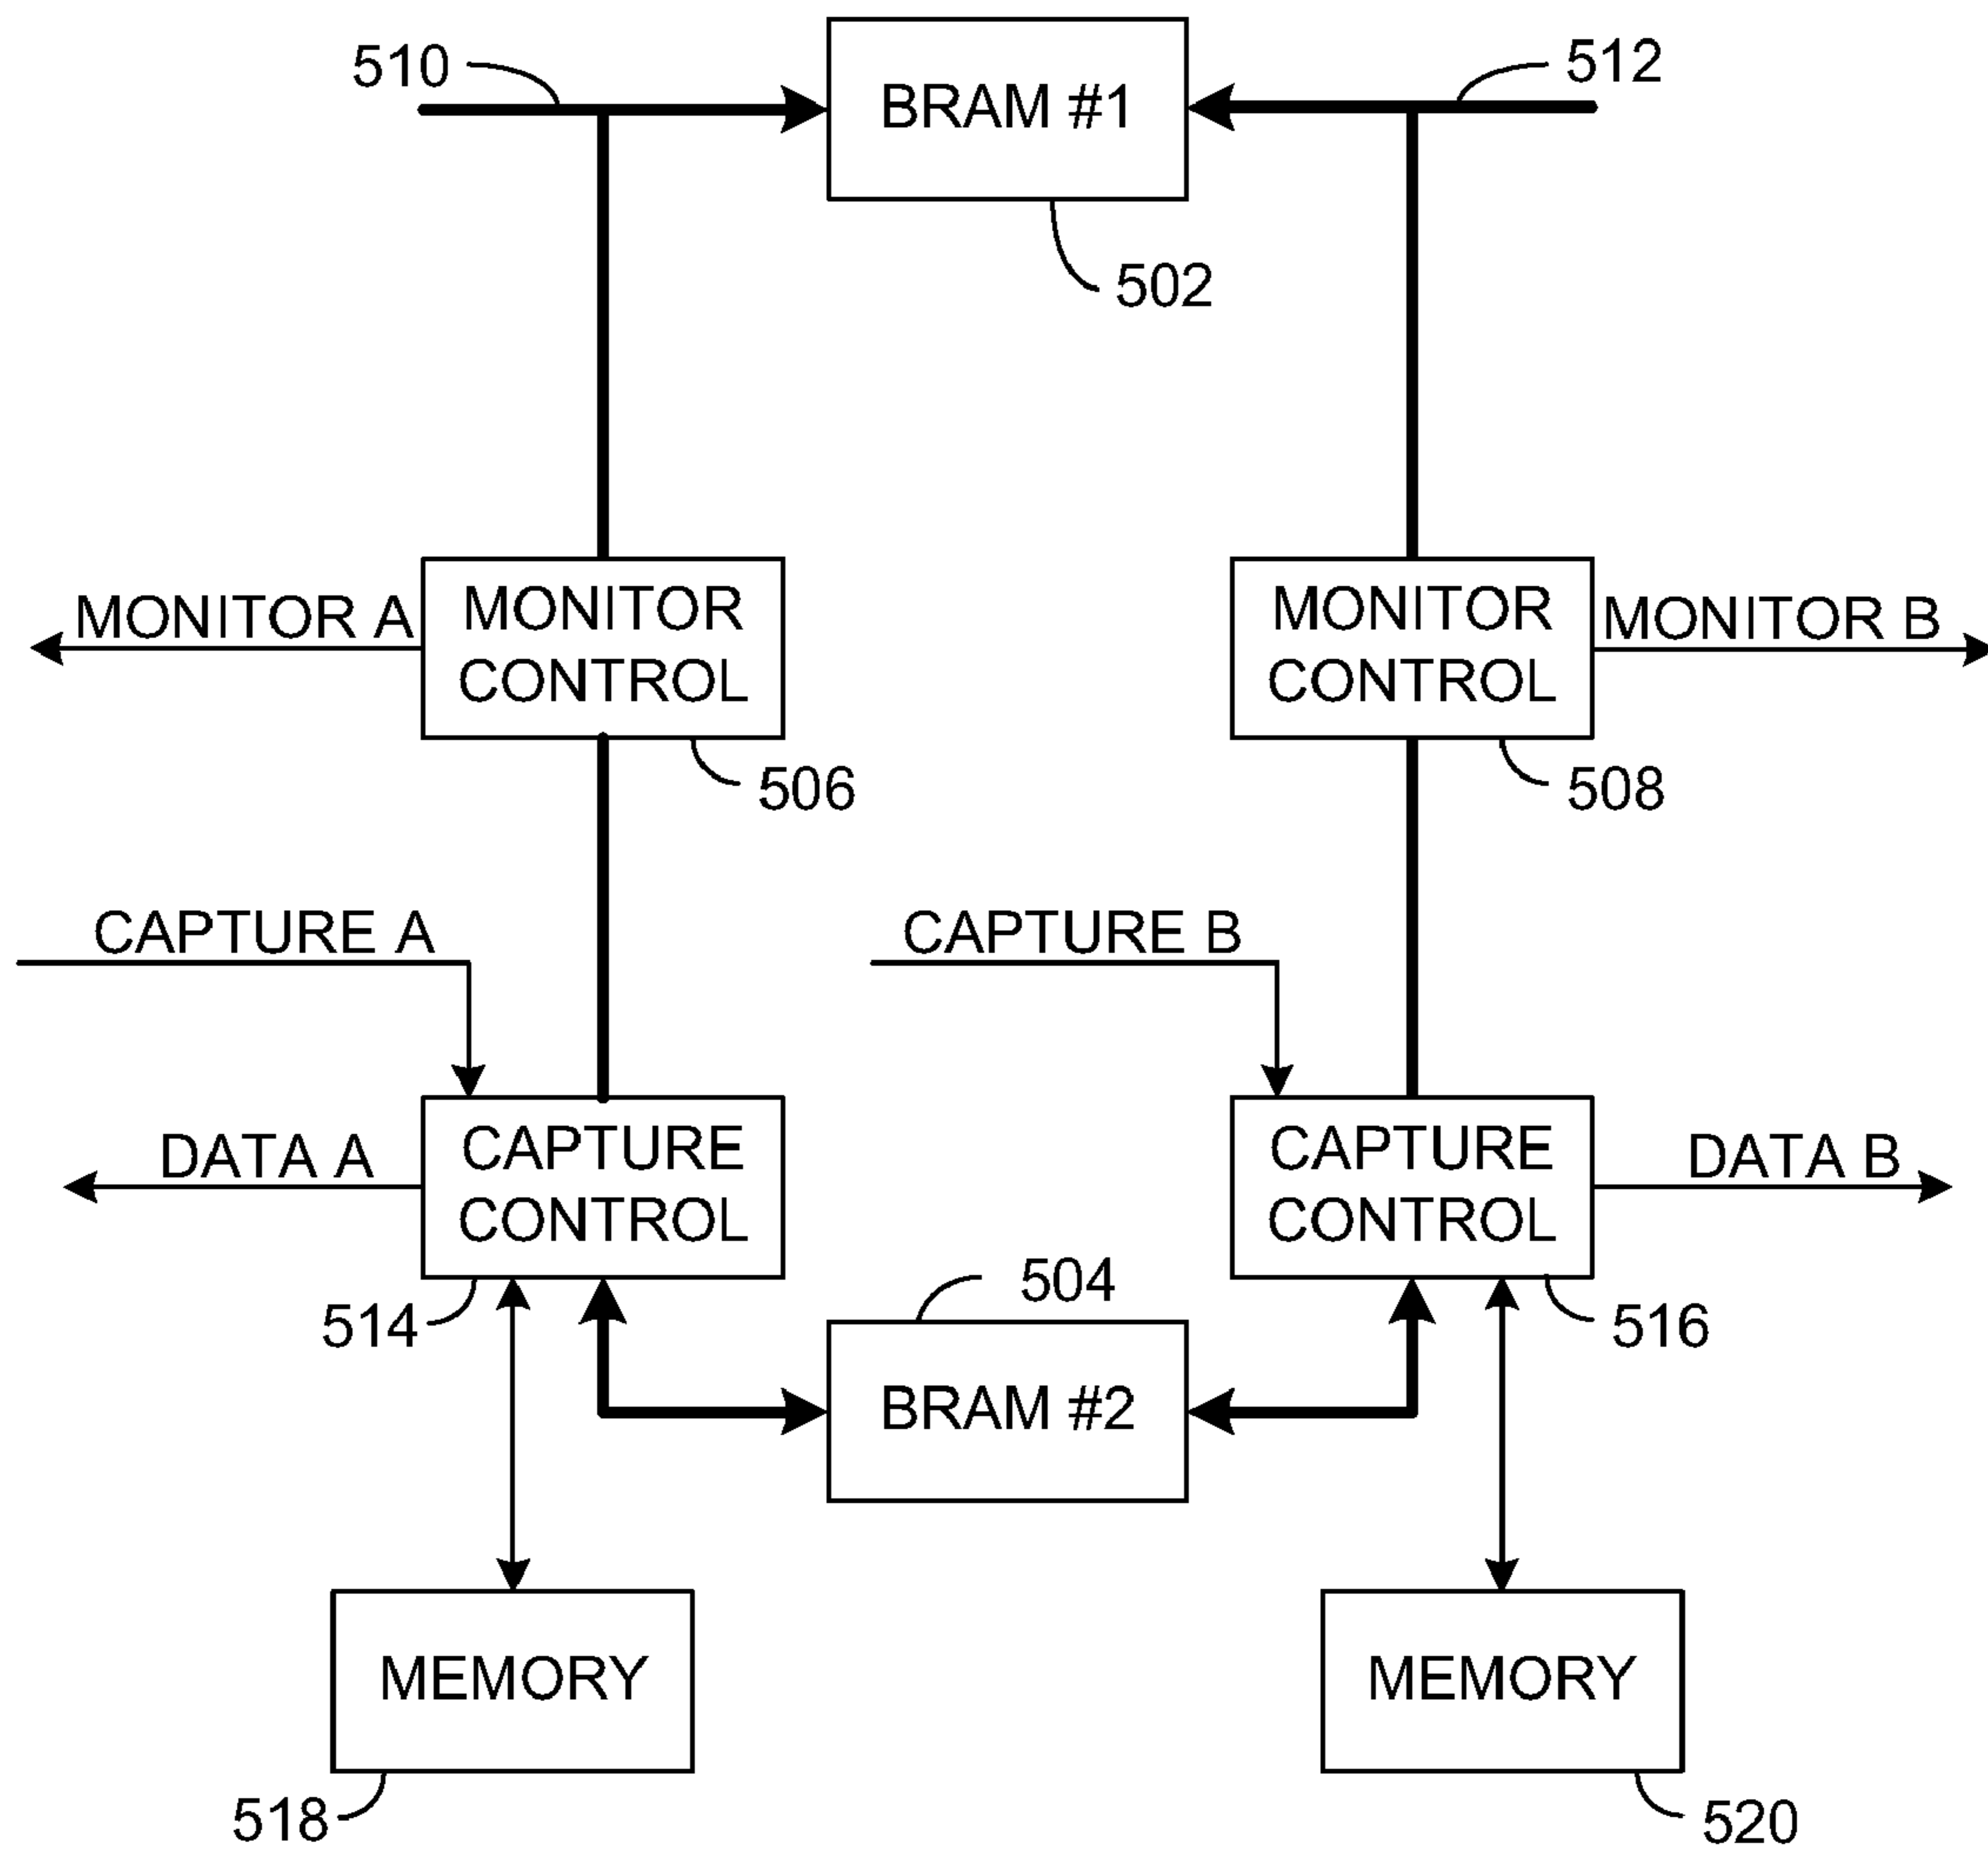 510
BRAM #1
512
502
MONITOR A
MONITOR
CONTROL
MONITOR
CONTROL
MONITOR B
506
508
CAPTURE A
CAPTURE B
DATA A
CAPTURE
CONTROL
CAPTURE
CONTROL
DATA B
514
504
516
BRAM #2
MEMORY
MEMORY
518
520